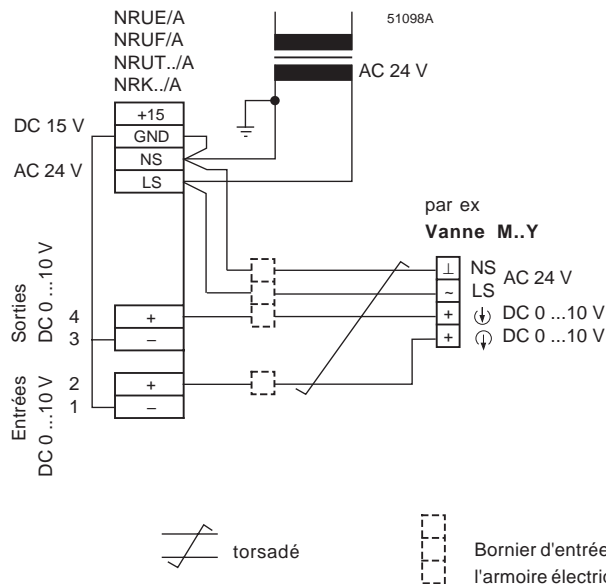 NRUE/A
NRUF/A
NRUT../A
NRK../A
51098A
AC 24 V
DC 15 V
+15
GND
AC 24 V
NS
LS
par ex
Vanne M..Y
⊥ NS
~ LS
AC 24 V
+ DC 0 ...10 V
+ DC 0 ...10 V
Sorties
DC 0 ...10 V
4 +
3 –
Entrées
DC 0 ...10 V
2 +
1 –
torsadé
Bornier d'entrée
l'armoire électri